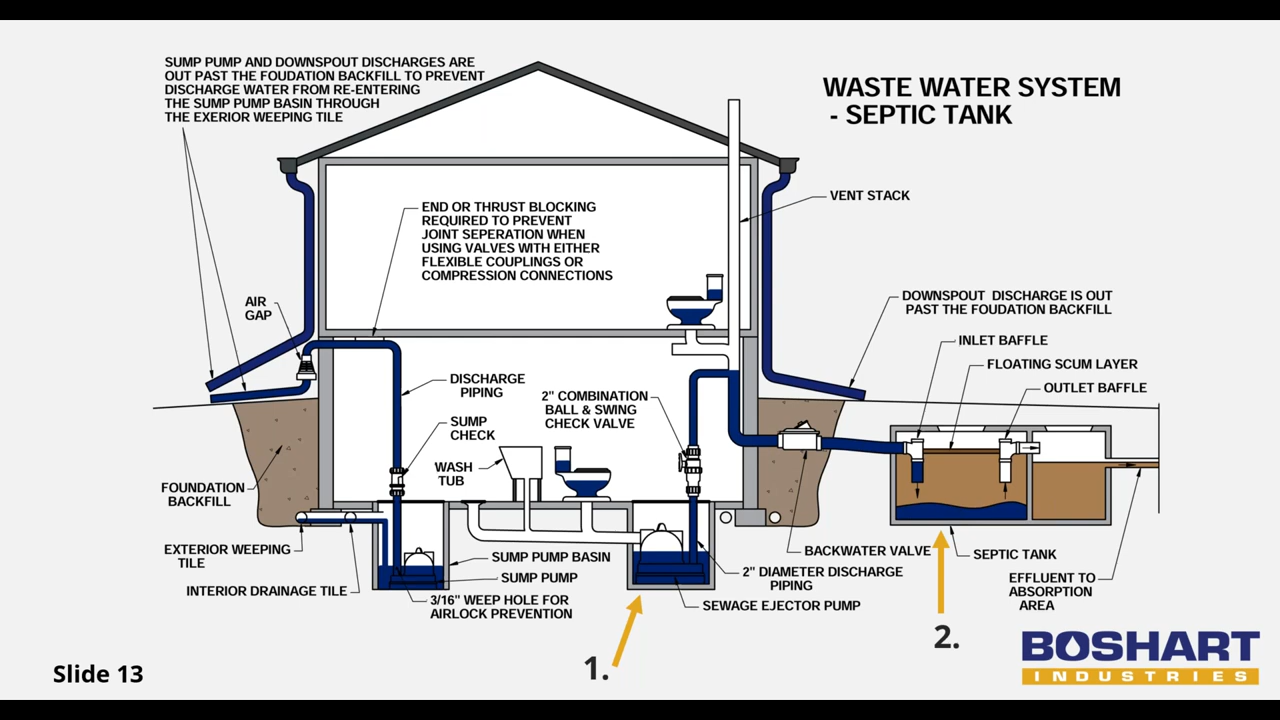 SUMP PUMP AND DOWNSPOUT DISCHARGES ARE
OUT PAST THE FOUDATION BACKFILL TO PREVENT
DISCHARGE WATER FROM RE-ENTERING
THE SUMP PUMP BASIN THROUGH
THE EXERIOR WEEPING TILE
WASTE WATER SYSTEM
- SEPTIC TANK
VENT STACK
END OR THRUST BLOCKING
REQUIRED TO PREVENT
JOINT SEPERATION WHEN
USING VALVES WITH EITHER
FLEXIBLE COUPLINGS OR
COMPRESSION CONNECTIONS
AIR
GAP
DOWNSPOUT DISCHARGE IS OUT
PAST THE FOUDATION BACKFILL
INLET BAFFLE
FLOATING SCUM LAYER
OUTLET BAFFLE
DISCHARGE
PIPING
2" COMBINATION
BALL & SWING
CHECK VALVE
SUMP
CHECK
WASH
TUB
FOUNDATION
BACKFILL
EXTERIOR WEEPING
TILE
INTERIOR DRAINAGE TILE
SUMP PUMP BASIN
SUMP PUMP
3/16" WEEP HOLE FOR
AIRLOCK PREVENTION
BACKWATER VALVE
2" DIAMETER DISCHARGE
PIPING
SEWAGE EJECTOR PUMP
SEPTIC TANK
EFFLUENT TO
ABSORPTION
AREA
1.
2.
Slide 13
BOSHART
INDUSTRIES